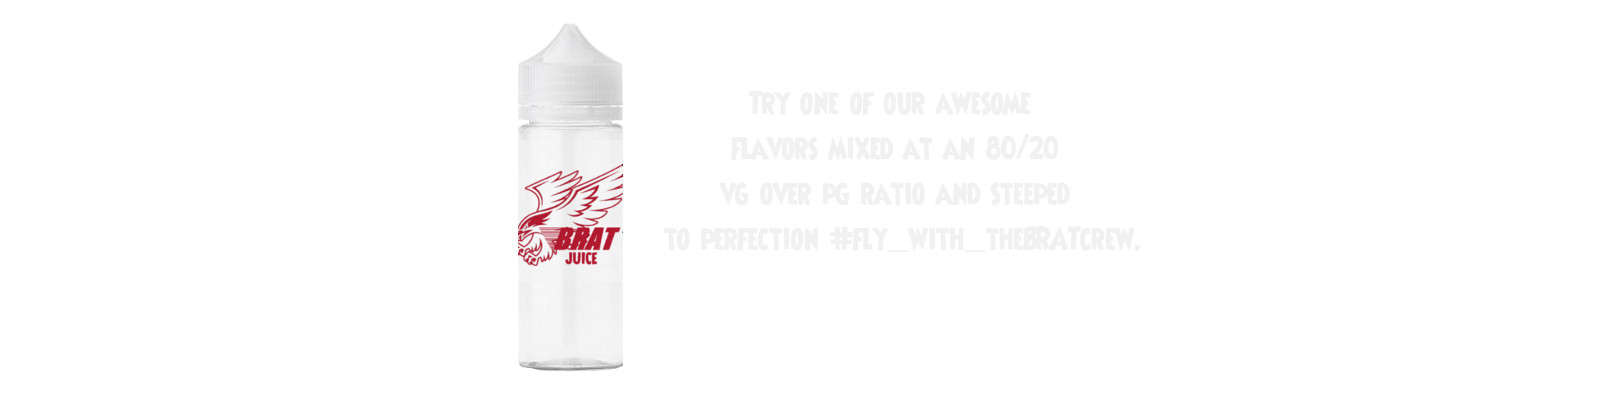 BRAT
JUICE
TRY ONE OF OUR AWESOME
FLAVORS MIXED AT AN 80/20
VG OVER PG RATIO AND STEEPED
TO PERFECTION #FLY_WITH_THEBRATCREW.